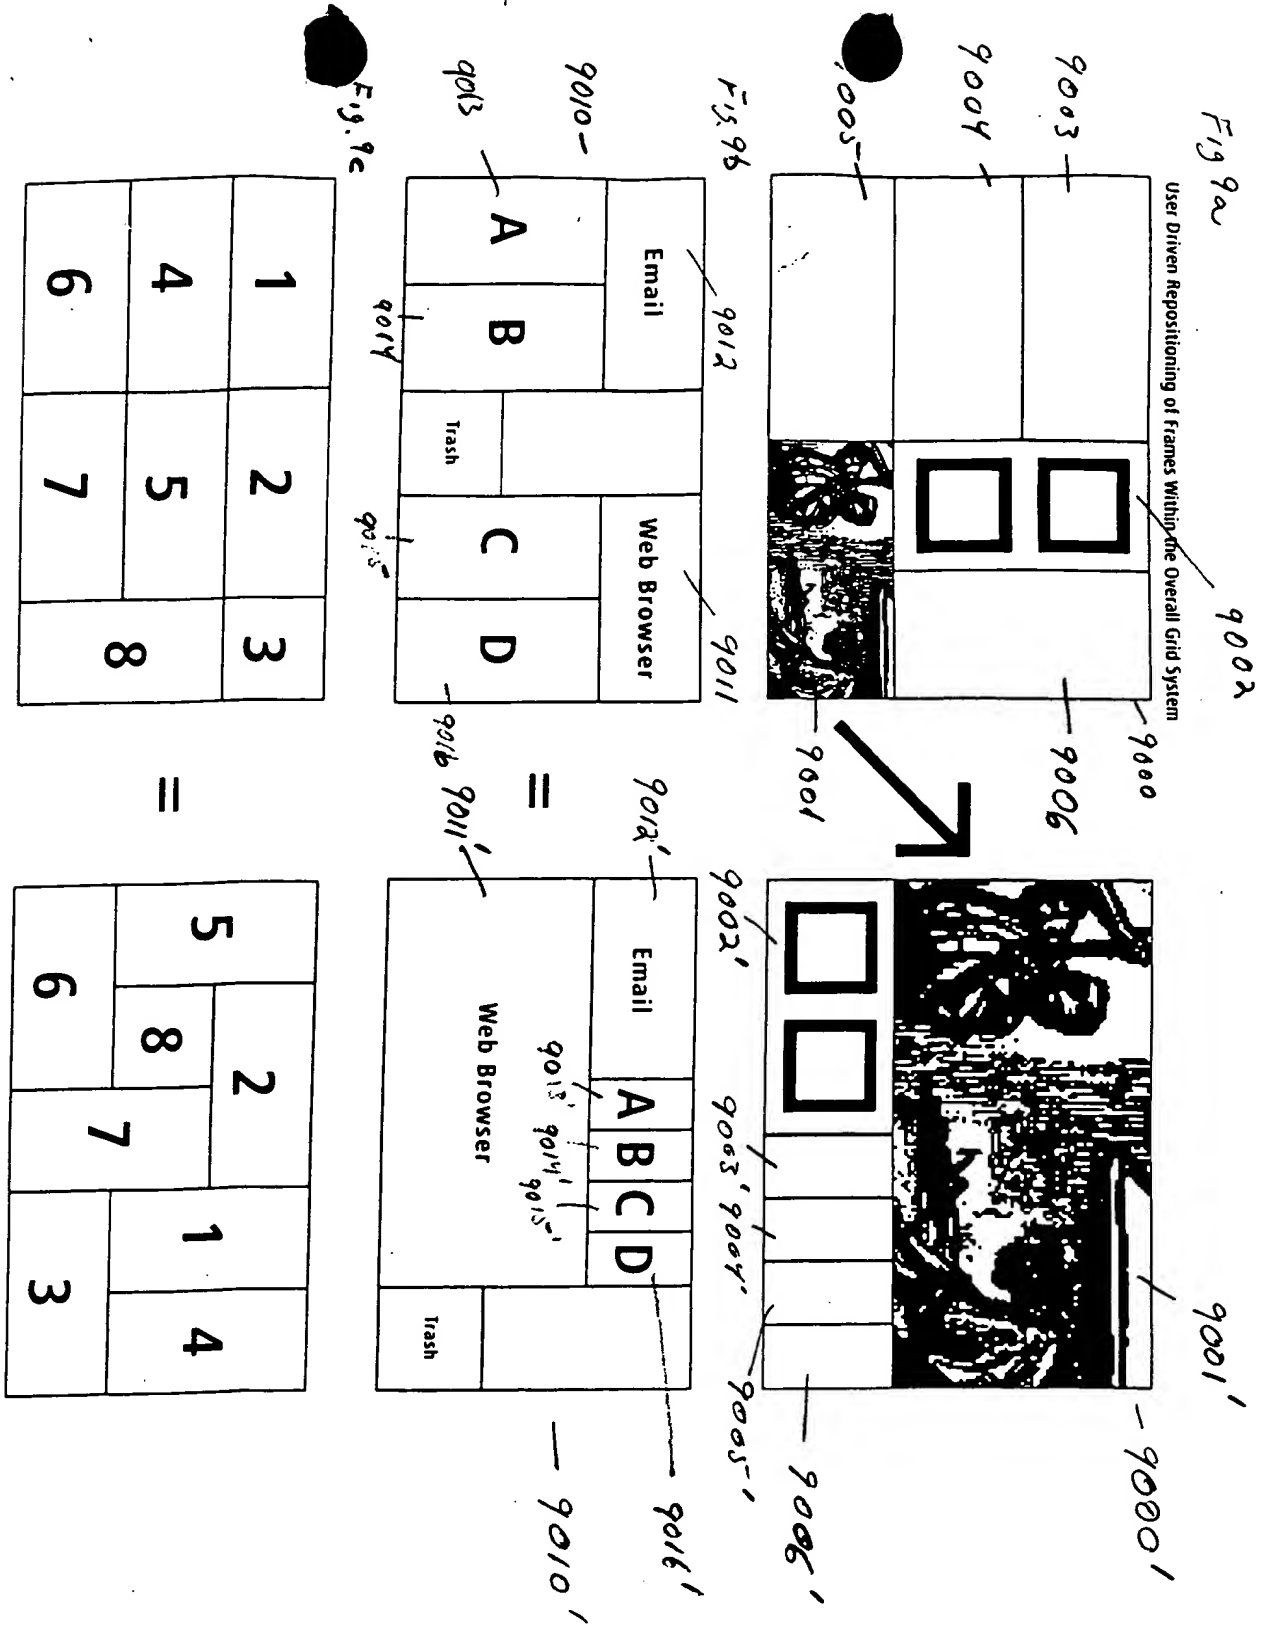 User Driven Repositioning of Frames Within the Overall Grid System
Fig 9a
9002
9000
9003
9004
9006
9001
9001'
9000'
9002'
9003'
9004'
9005'
9006'
Fig. 9b
9012
9011
9010
9013
Email
Web Browser
A
B
Trash
C
D
9014
9015
9016
=
9012'
9011'
Email
A
B
C
D
Web Browser
9013'
9014'
9015'
Trash
9016'
9010'
Fig. 9c
1 2 3
4 5
6 7 8
=
5 2 1 4
8
6 7 3